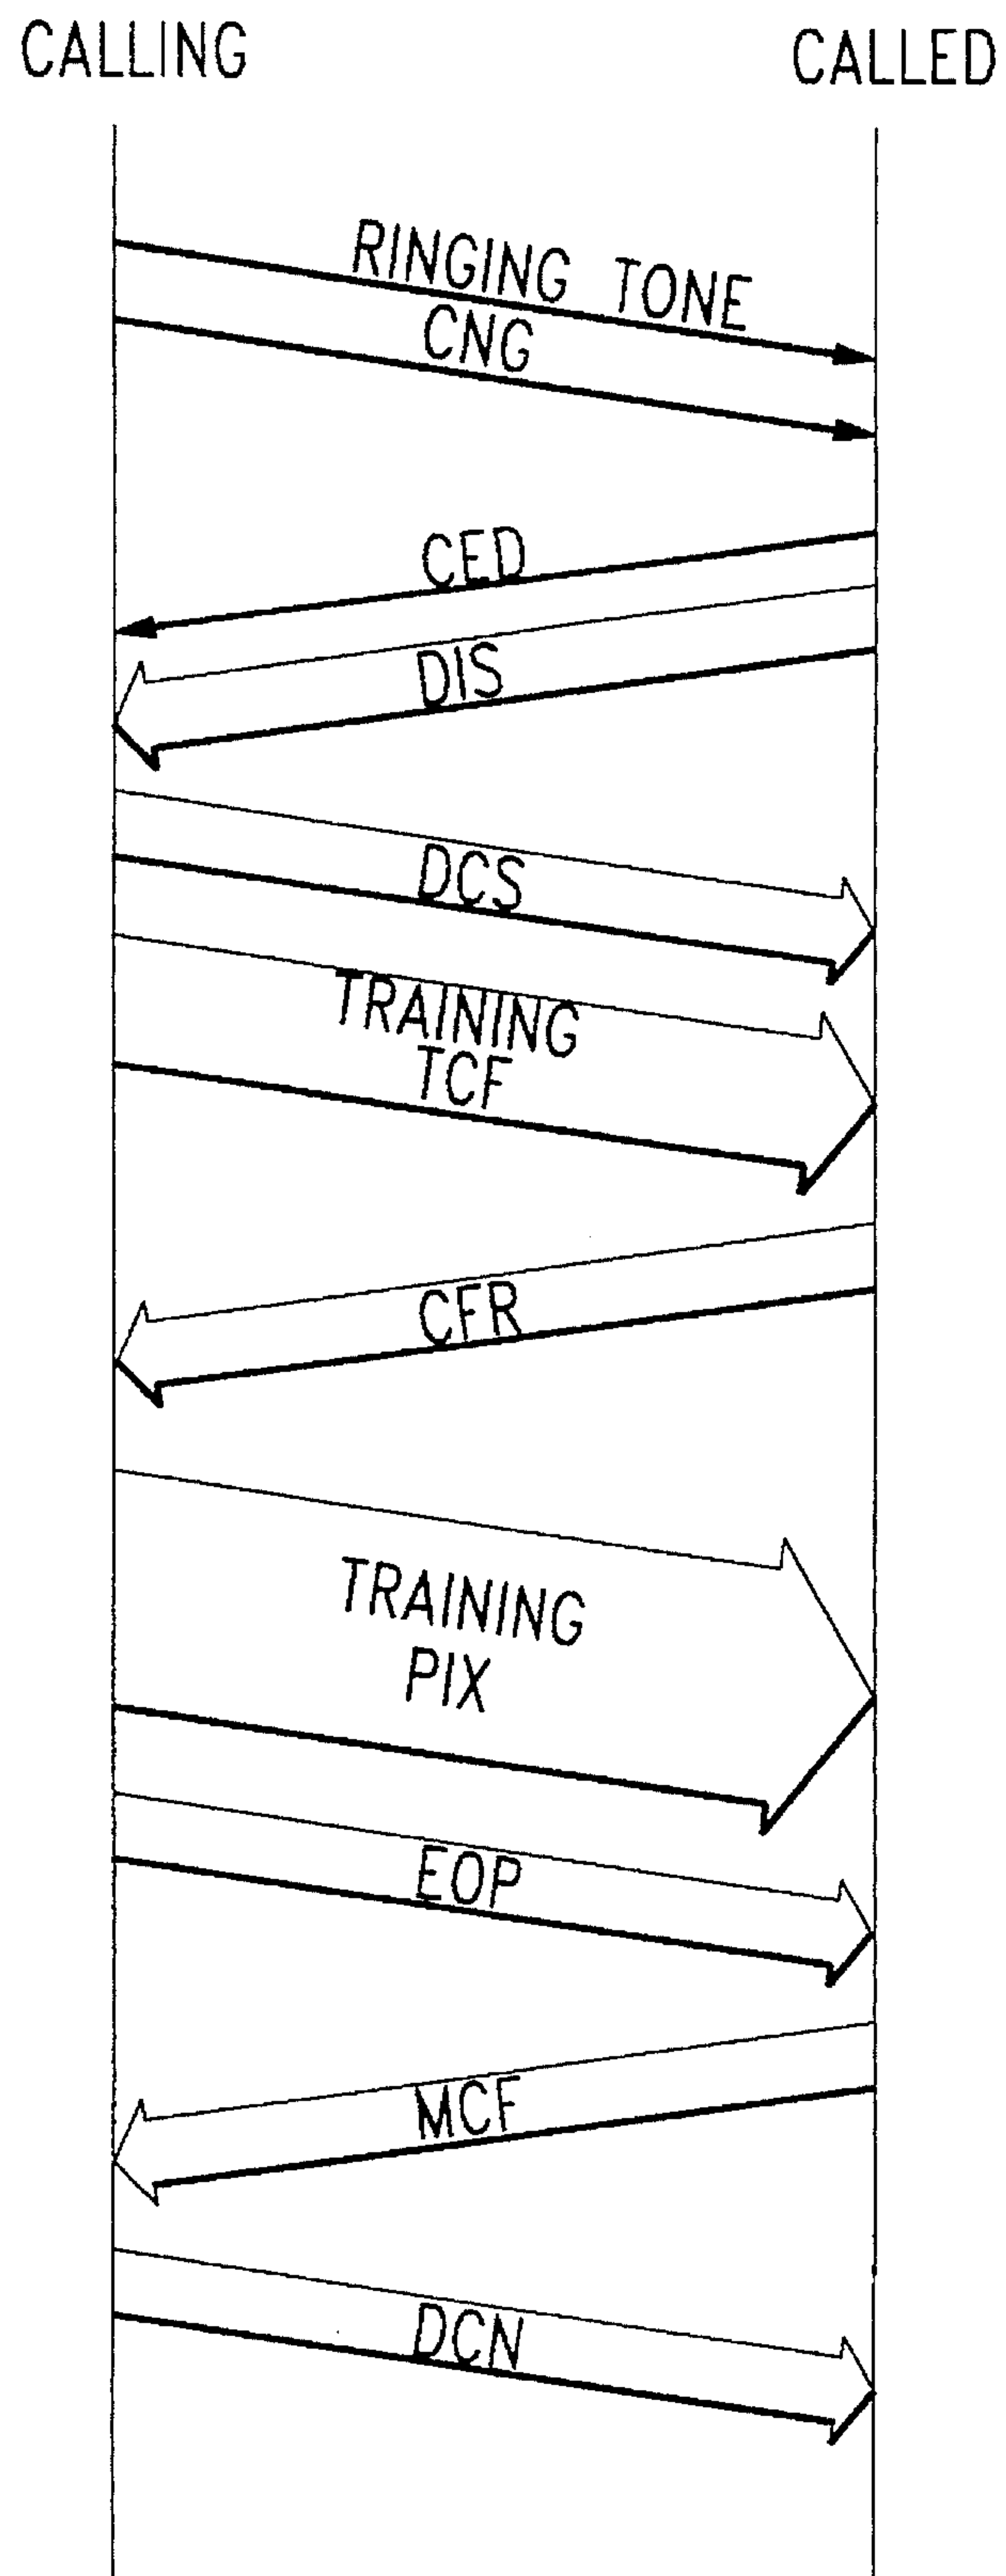 CALLING
CALLED
RINGING TONE
CNG
CED
DIS
DCS
TRAINING
TCF
CFR
TRAINING
PIX
EOP
MCF
DCN